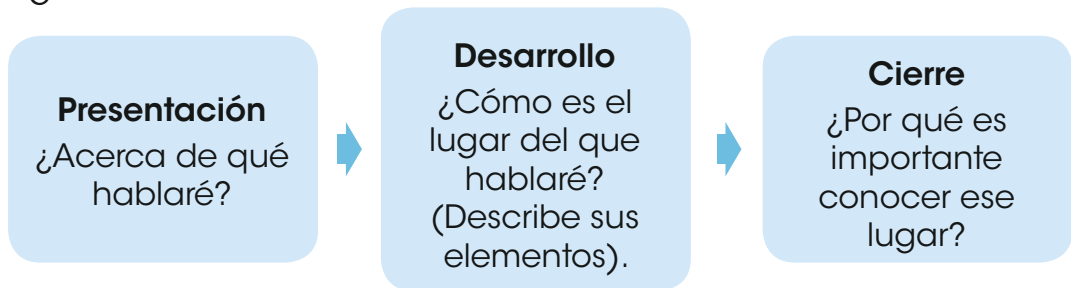 Presentación
¿Acerca de qué
hablaré?
Desarrollo
¿Cómo es el
lugar del que
hablaré?
(Describe sus
elementos).
Cierre
¿Por qué es
importante
conocer ese
lugar?